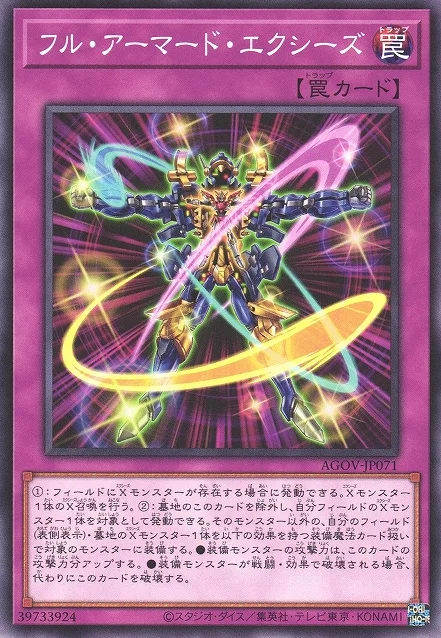 フル・アーマード・エクシーズ
罠
トラップ
【罠カード】
トラップ
AGOV-JP071
①：フィールドにXモンスターが存在する場合に発動できる。Xモンスター
1体のX召喚を行う。②：墓地のこのカードを除外し、自分フィールドのXモン
スター1体を対象として発動できる。そのモンスター以外の、自分のフィールド
(表側表示)・墓地のXモンスター1体を以下の効果を持つ装備魔法カード扱い
で対象のモンスターに装備する。●装備モンスターの攻撃力は、このカードの
攻撃力分アップする。●装備モンスターが戦闘・効果で破壊される場合、
代わりにこのカードを破壊する。
39733924
©スタジオ・ダイス／集英社・テレビ東京・KONAMI